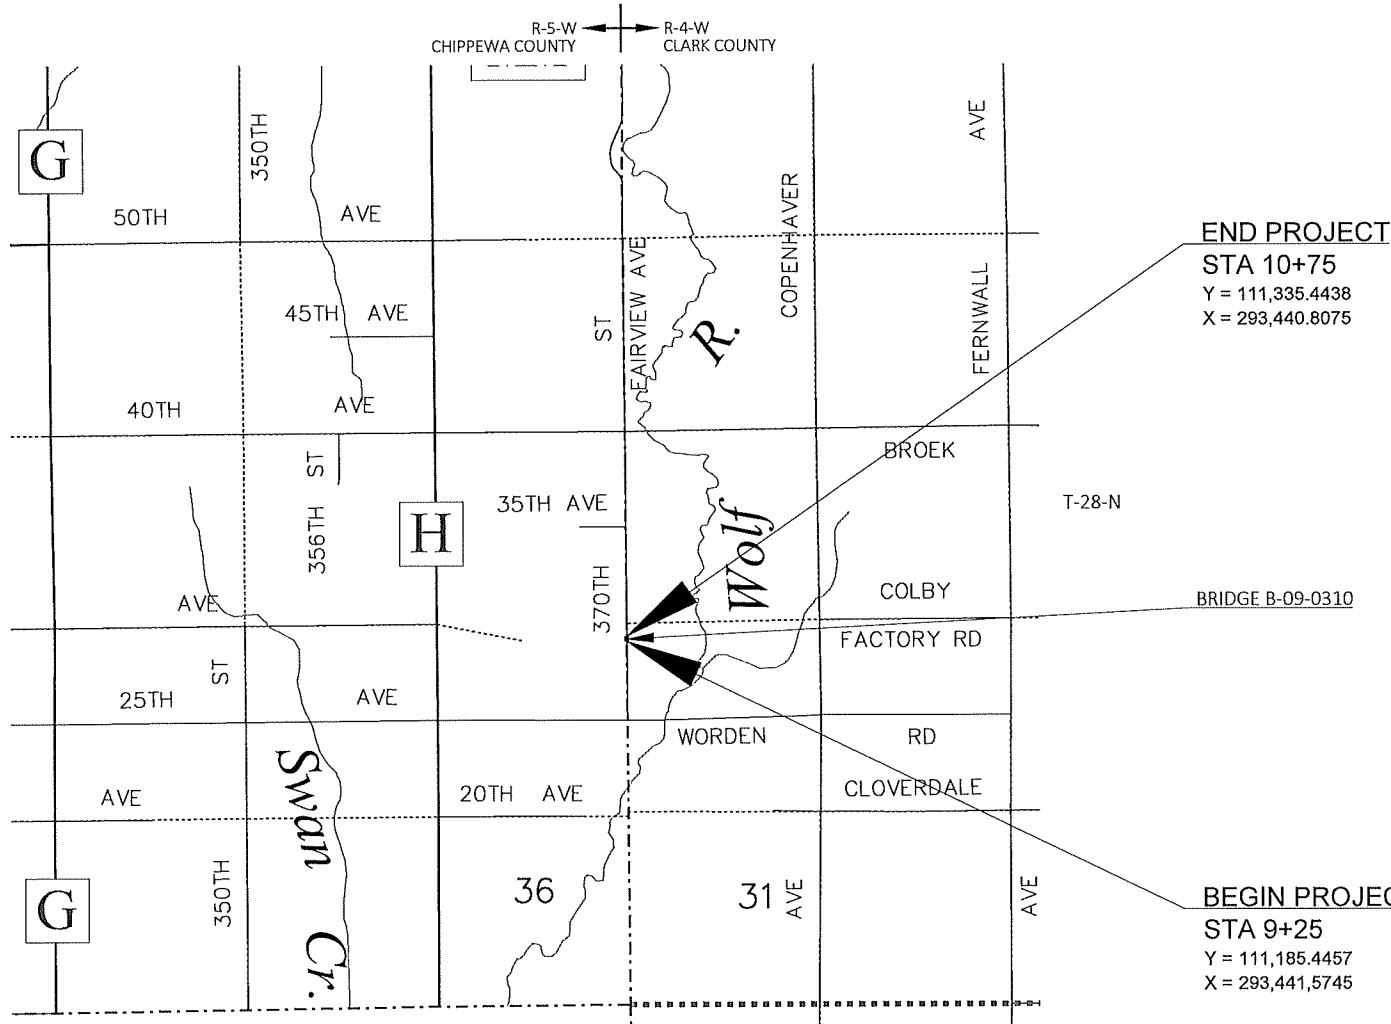 R-5-W R-4-W
CHIPPEWA COUNTY CLARK COUNTY
G
350TH
AVE
50TH
AVE
COPENHAVER
END PROJECT
STA 10+75
Y = 111,335.4438
X = 293,440.8075
45TH AVE
ST
FAIRVIEW AVE
R.
FERNWALL
40TH
AVE
BROEK
ST
356TH
H
35TH AVE
Wolf
T-28-N
AVE
370TH
COLBY
BRIDGE B-09-0310
FACTORY RD
ST
25TH
AVE
WORDEN
RD
Swan Cr.
AVE
20TH AVE
CLOVERDALE
G
350TH
36
31
AVE
AVE
BEGIN PROJEC
STA 9+25
Y = 111,185.4457
X = 293,441,5745